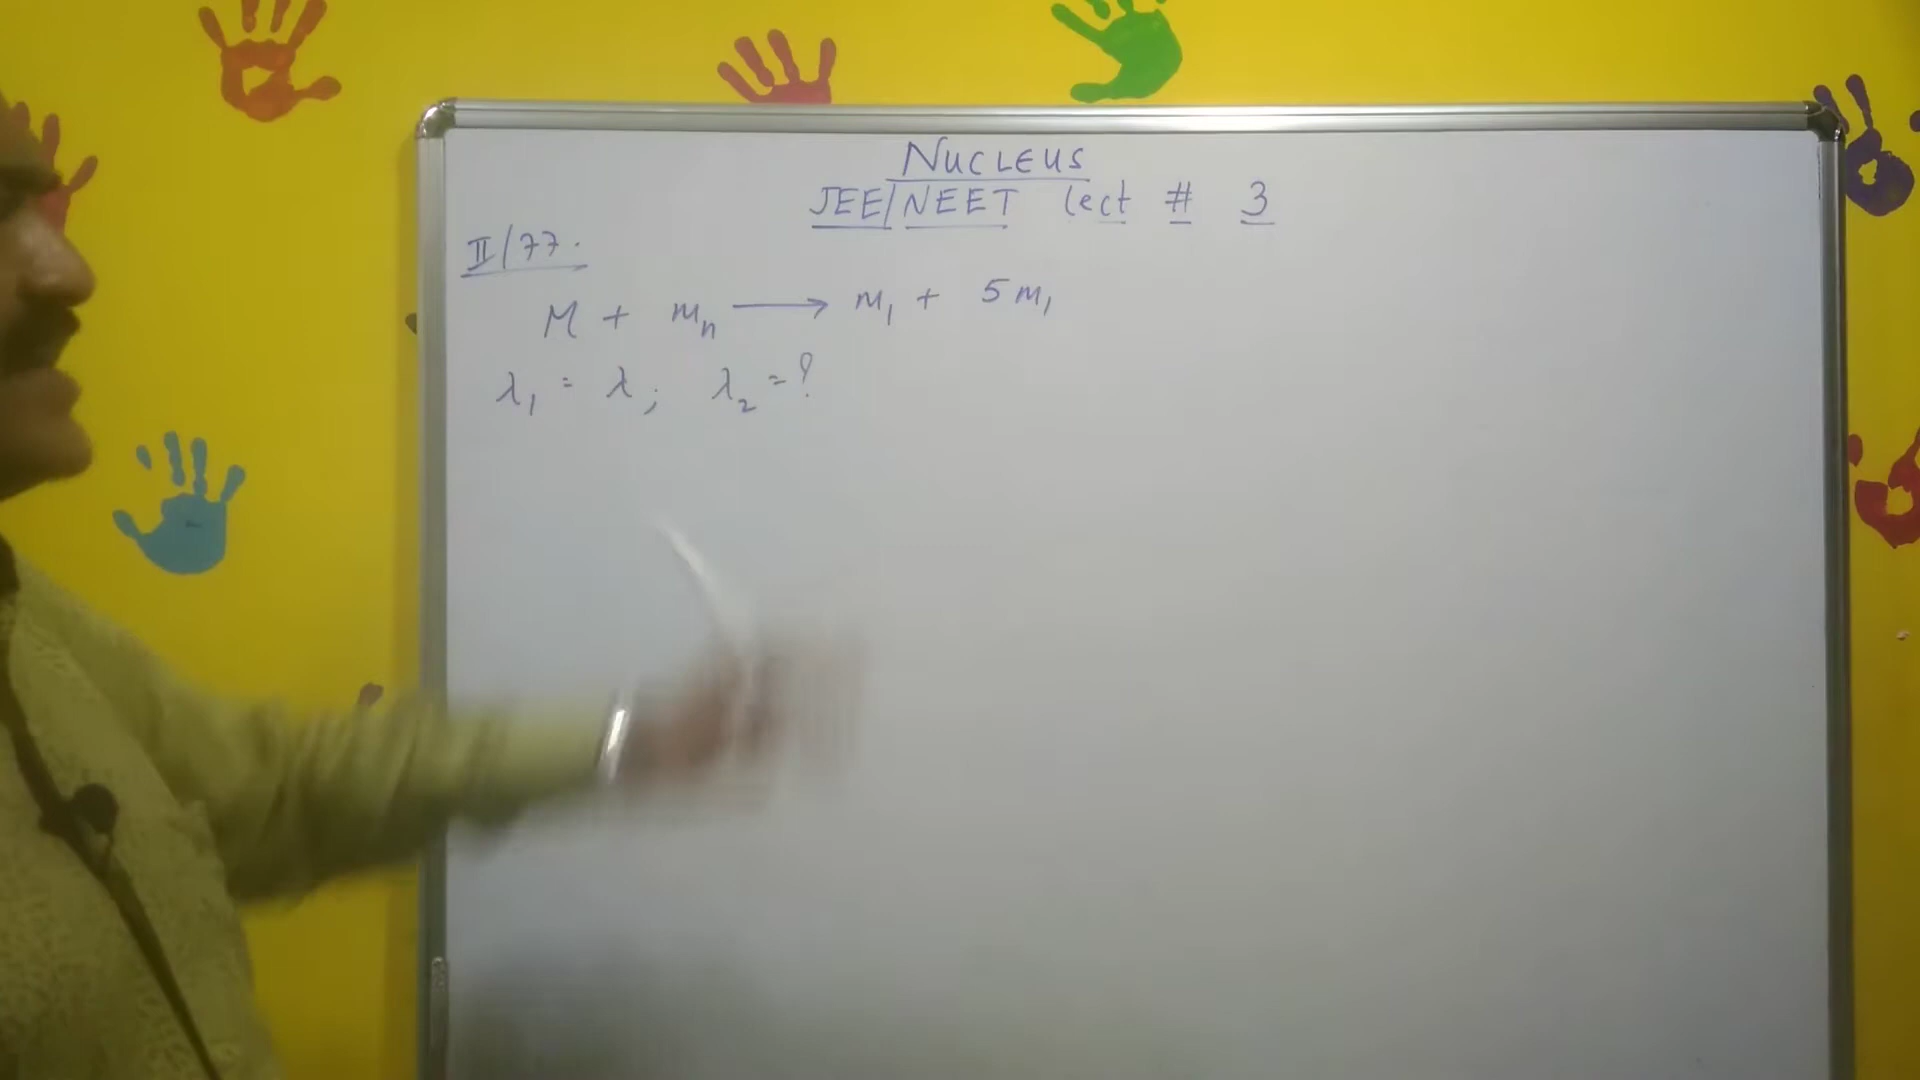 NUCLEUS
JEE/NEET lect # 3
II/77.
M + mₙ ⟶ m₁ + 5m₁
λ₁ = λ; λ₂ = ?